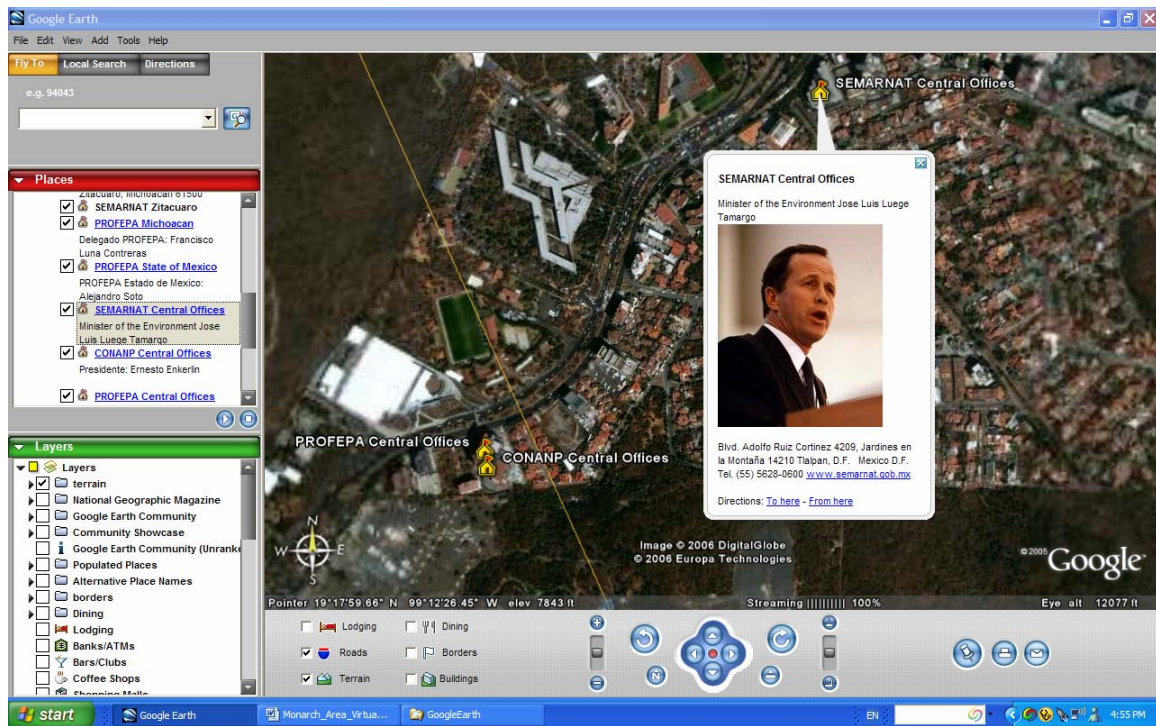 Google Earth
File Edit View Add Tools Help
Fly To Local Search Directions
e.g. 94043
Places
Zitacuaro, Michoacan 61500
SEMARNAT Zitacuaro
PROFEPA Michoacan
Delegado PROFEPA: Francisco
Luna Contreras
PROFEPA State of Mexico
PROFEPA Estado de Mexico:
Alejandro Soto
SEMARNAT Central Offices
Minister of the Environment Jose
Luis Luege Tamargo
CONANP Central Offices
Presidente: Ernesto Enkerlin
PROFEPA Central Offices
Layers
Layers
terrain
National Geographic Magazine
Google Earth Community
Community Showcase
Google Earth Community (Unranke
Populated Places
Alternative Place Names
borders
Dining
Lodging
Banks/ATMs
Bars/Clubs
Coffee Shops
Shopping Malls
SEMARNAT Central Offices
SEMARNAT Central Offices
Minister of the Environment Jose Luis Luege
Tamargo
Blvd. Adolfo Ruiz Cortinez 4209, Jardines en
la Montaña 14210 Tlalpan, D.F. Mexico D.F.
Tel. (55) 5628-0600 www.semarnat.gob.mx
Directions: To here - From here
PROFEPA Central Offices
CONANP Central Offices
N
W E
S
Image © 2006 DigitalGlobe
© 2006 Europa Technologies
©2005 Google
Pointer 19°17'59.66" N 99°12'26.45" W elev 7843 ft Streaming 100% Eye alt 12077 ft
Lodging Dining
Roads Borders
Terrain Buildings
N
start Google Earth Monarch_Area_Virtua... GoogleEarth EN 4:55 PM